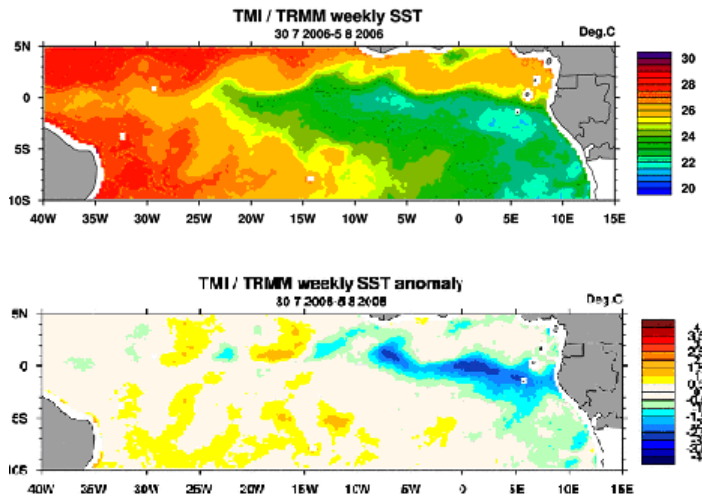 TMI / TRMM weekly SST
30 7 2006-5 8 2006
Deg.C
5N
0
5S
10S
40W 35W 30W 25W 20W 15W 10W 5W 0 5E 10E 15E
30
28
26
24
22
20
TMI / TRMM weekly SST anomaly
30 7 2006-5 8 2006
Deg.C
5N
0
40W 35W 30W 25W 20W 15W 10W 5W 0 5E 10E 15E